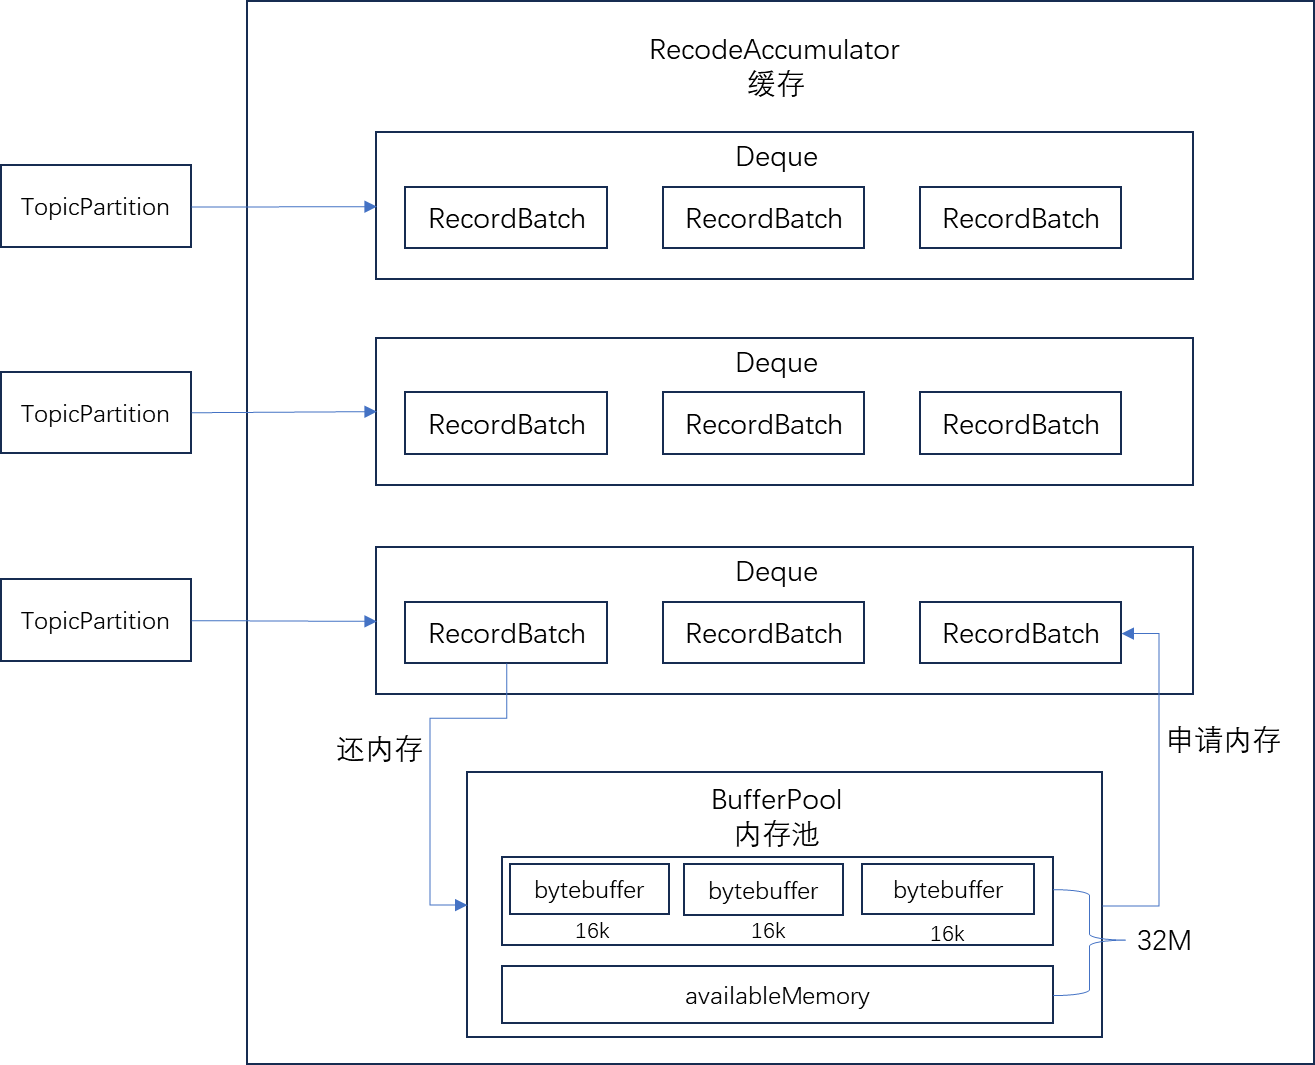 RecodeAccumulator
缓存
Deque
TopicPartition
RecordBatch
RecordBatch
RecordBatch
Deque
TopicPartition
RecordBatch
RecordBatch
RecordBatch
Deque
TopicPartition
RecordBatch
RecordBatch
RecordBatch
还内存
申请内存
BufferPool
内存池
bytebuffer
bytebuffer
bytebuffer
16k
16k
16k
32M
availableMemory